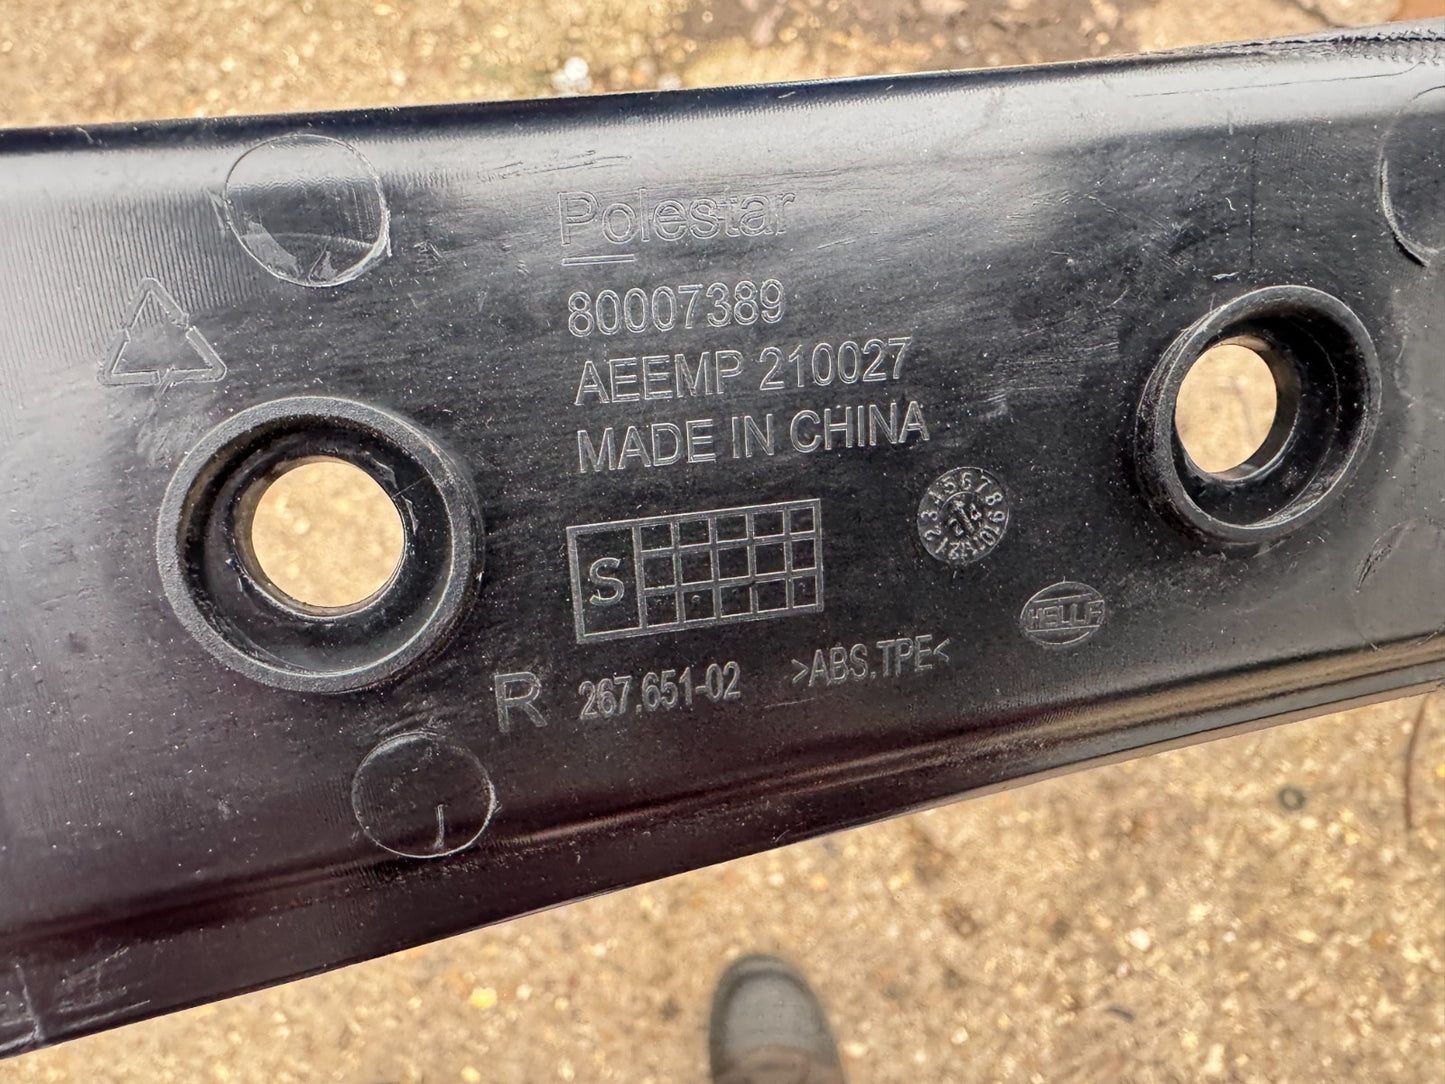 Polestar
80007389
AEEMP 210027
MADE IN CHINA
S
HELLA
R 267.651-02 >ABS.TPE<